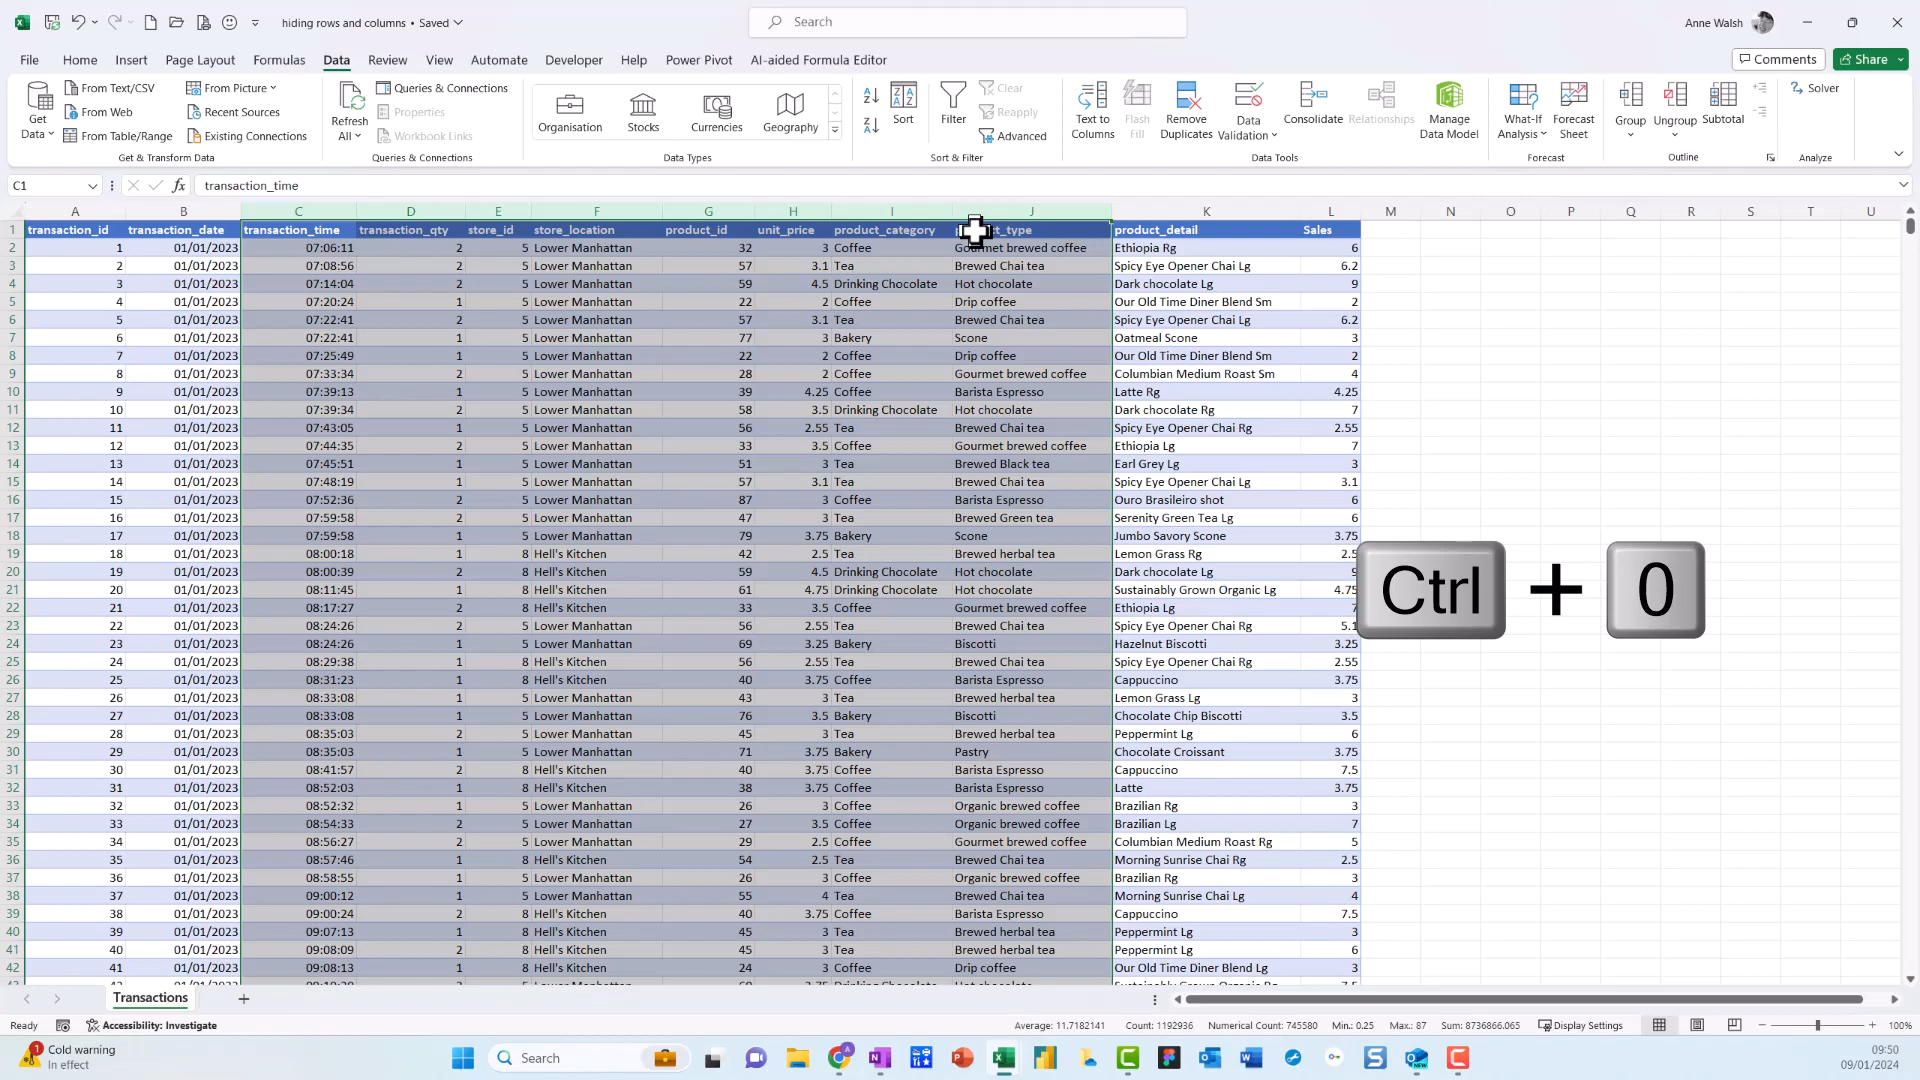 hiding rows and columns • Saved
Search
Anne Walsh
File Home Insert Page Layout Formulas Data Review View Automate Developer Help Power Pivot AI-aided Formula Editor
Comments Share
Get Data
From Text/CSV
From Web
From Table/Range
From Picture
Recent Sources
Existing Connections
Get & Transform Data
Refresh All
Queries & Connections
Properties
Workbook Links
Queries & Connections
Organisation Stocks Currencies Geography
Data Types
Sort
Filter
Clear
Reapply
Advanced
Sort & Filter
Text to Columns
Flash Fill
Remove Duplicates
Data Validation
Consolidate
Relationships
Manage Data Model
Data Tools
What-If Analysis
Forecast Sheet
Forecast
Group
Ungroup
Subtotal
Outline
Solver
Analyze
C1 fx transaction_time
A B C D E F G H I J K L M N O P Q R S T U
1 transaction_id transaction_date transaction_time transaction_qty store_id store_location product_id unit_price product_category product_detail Sales
2 1 01/01/2023 07:06:11 2 5 Lower Manhattan 32 3 Coffee Gourmet brewed coffee Ethiopia Rg 6
3 2 01/01/2023 07:08:56 2 5 Lower Manhattan 57 3.1 Tea Brewed Chai tea Spicy Eye Opener Chai Lg 6.2
4 3 01/01/2023 07:14:04 2 5 Lower Manhattan 59 4.5 Drinking Chocolate Hot chocolate Dark chocolate Lg 9
5 4 01/01/2023 07:20:24 1 5 Lower Manhattan 22 2 Coffee Drip coffee Our Old Time Diner Blend Sm 2
6 5 01/01/2023 07:22:41 2 5 Lower Manhattan 57 3.1 Tea Brewed Chai tea Spicy Eye Opener Chai Lg 6.2
7 6 01/01/2023 07:22:41 1 5 Lower Manhattan 77 3 Bakery Scone Oatmeal Scone 3
8 7 01/01/2023 07:25:49 1 5 Lower Manhattan 22 2 Coffee Drip coffee Our Old Time Diner Blend Sm 2
9 8 01/01/2023 07:33:34 2 5 Lower Manhattan 28 2 Coffee Gourmet brewed coffee Columbian Medium Roast Sm 4
10 9 01/01/2023 07:39:13 1 5 Lower Manhattan 39 4.25 Coffee Barista Espresso Latte Rg 4.25
11 10 01/01/2023 07:39:34 2 5 Lower Manhattan 58 3.5 Drinking Chocolate Hot chocolate Dark chocolate Rg 7
12 11 01/01/2023 07:43:05 1 5 Lower Manhattan 56 2.55 Tea Brewed Chai tea Spicy Eye Opener Chai Rg 2.55
13 12 01/01/2023 07:44:35 2 5 Lower Manhattan 33 3.5 Coffee Gourmet brewed coffee Ethiopia Lg 7
14 13 01/01/2023 07:45:51 1 5 Lower Manhattan 51 3 Tea Brewed Black tea Earl Grey Lg 3
15 14 01/01/2023 07:48:19 1 5 Lower Manhattan 57 3.1 Tea Brewed Chai tea Spicy Eye Opener Chai Lg 3.1
16 15 01/01/2023 07:52:36 2 5 Lower Manhattan 87 3 Coffee Barista Espresso Ouro Brasileiro shot 6
17 16 01/01/2023 07:59:58 2 5 Lower Manhattan 47 3 Tea Brewed Green tea Serenity Green Tea Lg 6
18 17 01/01/2023 07:59:58 1 5 Lower Manhattan 79 3.75 Bakery Scone Jumbo Savory Scone 3.75
19 18 01/01/2023 08:00:18 1 8 Hell's Kitchen 42 2.5 Tea Brewed herbal tea Lemon Grass Rg 2.5
20 19 01/01/2023 08:00:39 2 8 Hell's Kitchen 59 4.5 Drinking Chocolate Hot chocolate Dark chocolate Lg
21 20 01/01/2023 08:11:45 1 8 Hell's Kitchen 61 4.75 Drinking Chocolate Hot chocolate Sustainably Grown Organic Lg 4.75
22 21 01/01/2023 08:17:27 2 8 Hell's Kitchen 33 3.5 Coffee Gourmet brewed coffee Ethiopia Lg
23 22 01/01/2023 08:24:26 2 5 Lower Manhattan 56 2.55 Tea Brewed Chai tea Spicy Eye Opener Chai Rg
24 23 01/01/2023 08:24:26 1 5 Lower Manhattan 69 3.25 Bakery Biscotti Hazelnut Biscotti 3.25
25 24 01/01/2023 08:29:38 1 8 Hell's Kitchen 56 2.55 Tea Brewed Chai tea Spicy Eye Opener Chai Rg 2.55
26 25 01/01/2023 08:31:23 1 8 Hell's Kitchen 40 3.75 Coffee Barista Espresso Cappuccino 3.75
27 26 01/01/2023 08:33:08 1 5 Lower Manhattan 43 3 Tea Brewed herbal tea Lemon Grass Lg 3
28 27 01/01/2023 08:33:08 1 5 Lower Manhattan 76 3.5 Bakery Biscotti Chocolate Chip Biscotti 3.5
29 28 01/01/2023 08:35:03 2 5 Lower Manhattan 45 3 Tea Brewed herbal tea Peppermint Lg 6
30 29 01/01/2023 08:35:03 1 5 Lower Manhattan 71 3.75 Bakery Pastry Chocolate Croissant 3.75
31 30 01/01/2023 08:41:57 2 8 Hell's Kitchen 40 3.75 Coffee Barista Espresso Cappuccino 7.5
32 31 01/01/2023 08:52:03 1 8 Hell's Kitchen 38 3.75 Coffee Barista Espresso Latte 3.75
33 32 01/01/2023 08:52:32 1 5 Lower Manhattan 26 3 Coffee Organic brewed coffee Brazilian Rg 3
34 33 01/01/2023 08:54:33 2 5 Lower Manhattan 27 3.5 Coffee Organic brewed coffee Brazilian Lg 7
35 34 01/01/2023 08:56:27 2 5 Lower Manhattan 29 2.5 Coffee Gourmet brewed coffee Columbian Medium Roast Rg 5
36 35 01/01/2023 08:57:46 1 8 Hell's Kitchen 54 2.5 Tea Brewed Chai tea Morning Sunrise Chai Rg 2.5
37 36 01/01/2023 08:58:55 1 8 Hell's Kitchen 26 3 Coffee Organic brewed coffee Brazilian Rg 3
38 37 01/01/2023 09:00:12 1 5 Lower Manhattan 55 4 Tea Brewed Chai tea Morning Sunrise Chai Lg 4
39 38 01/01/2023 09:00:24 2 8 Hell's Kitchen 40 3.75 Coffee Barista Espresso Cappuccino 7.5
40 39 01/01/2023 09:07:13 1 8 Hell's Kitchen 45 3 Tea Brewed herbal tea Peppermint Lg 3
41 40 01/01/2023 09:08:09 2 8 Hell's Kitchen 45 3 Tea Brewed herbal tea Peppermint Lg 6
42 41 01/01/2023 09:08:13 1 8 Hell's Kitchen 24 3 Coffee Drip coffee Our Old Time Diner Blend Lg 3
Ctrl + 0
Transactions
Ready Accessibility: Investigate Average: 11.7182141 Count: 1192936 Numerical Count: 745580 Min.: 0.25 Max.: 87 Sum: 8736866.065 Display Settings 100%
Cold warning
In effect
Search
09:50
09/01/2024